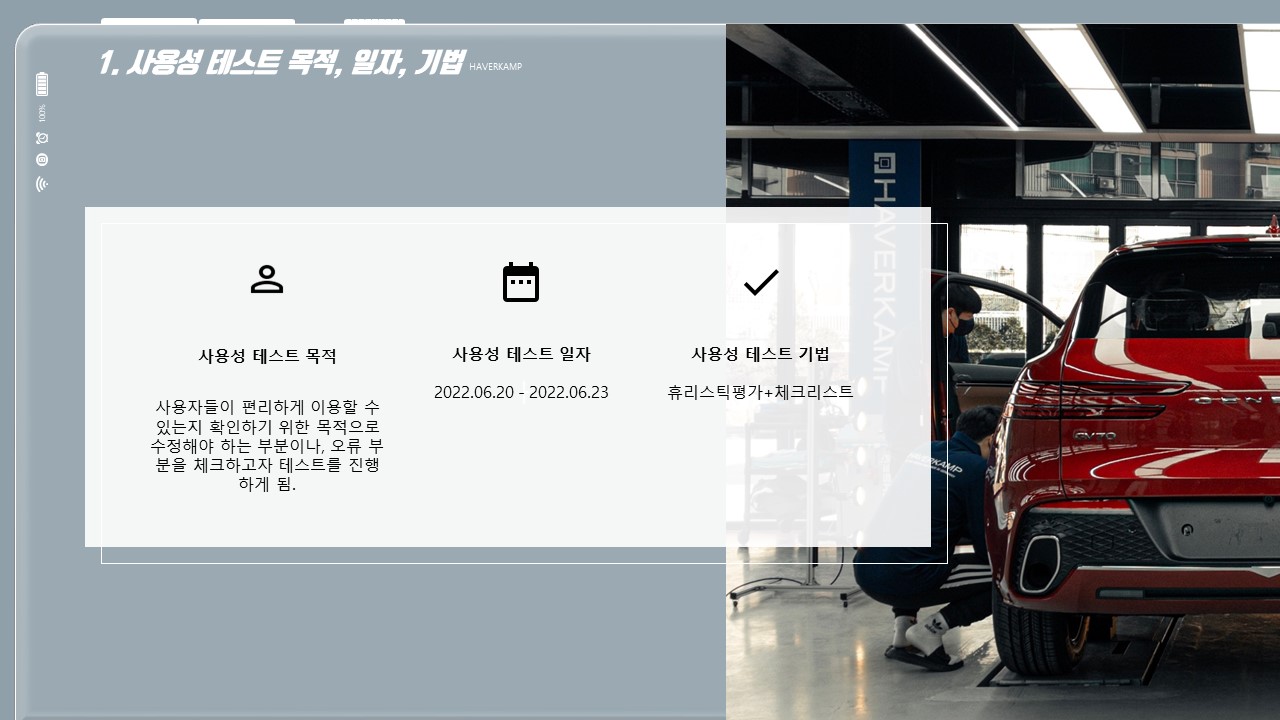 1. 사용성 테스트 목적, 일자, 기법 HAVERKAMP
100%
사용성 테스트 목적
사용자들이 편리하게 이용할 수
있는지 확인하기 위한 목적으로
수정해야 하는 부분이나, 오류 부
분을 체크하고자 테스트를 진행
하게 됨.
사용성 테스트 일자
2022.06.20 - 2022.06.23
사용성 테스트 기법
휴리스틱평가+체크리스트
HAVERKAMP
GV70
HAVERKAMP